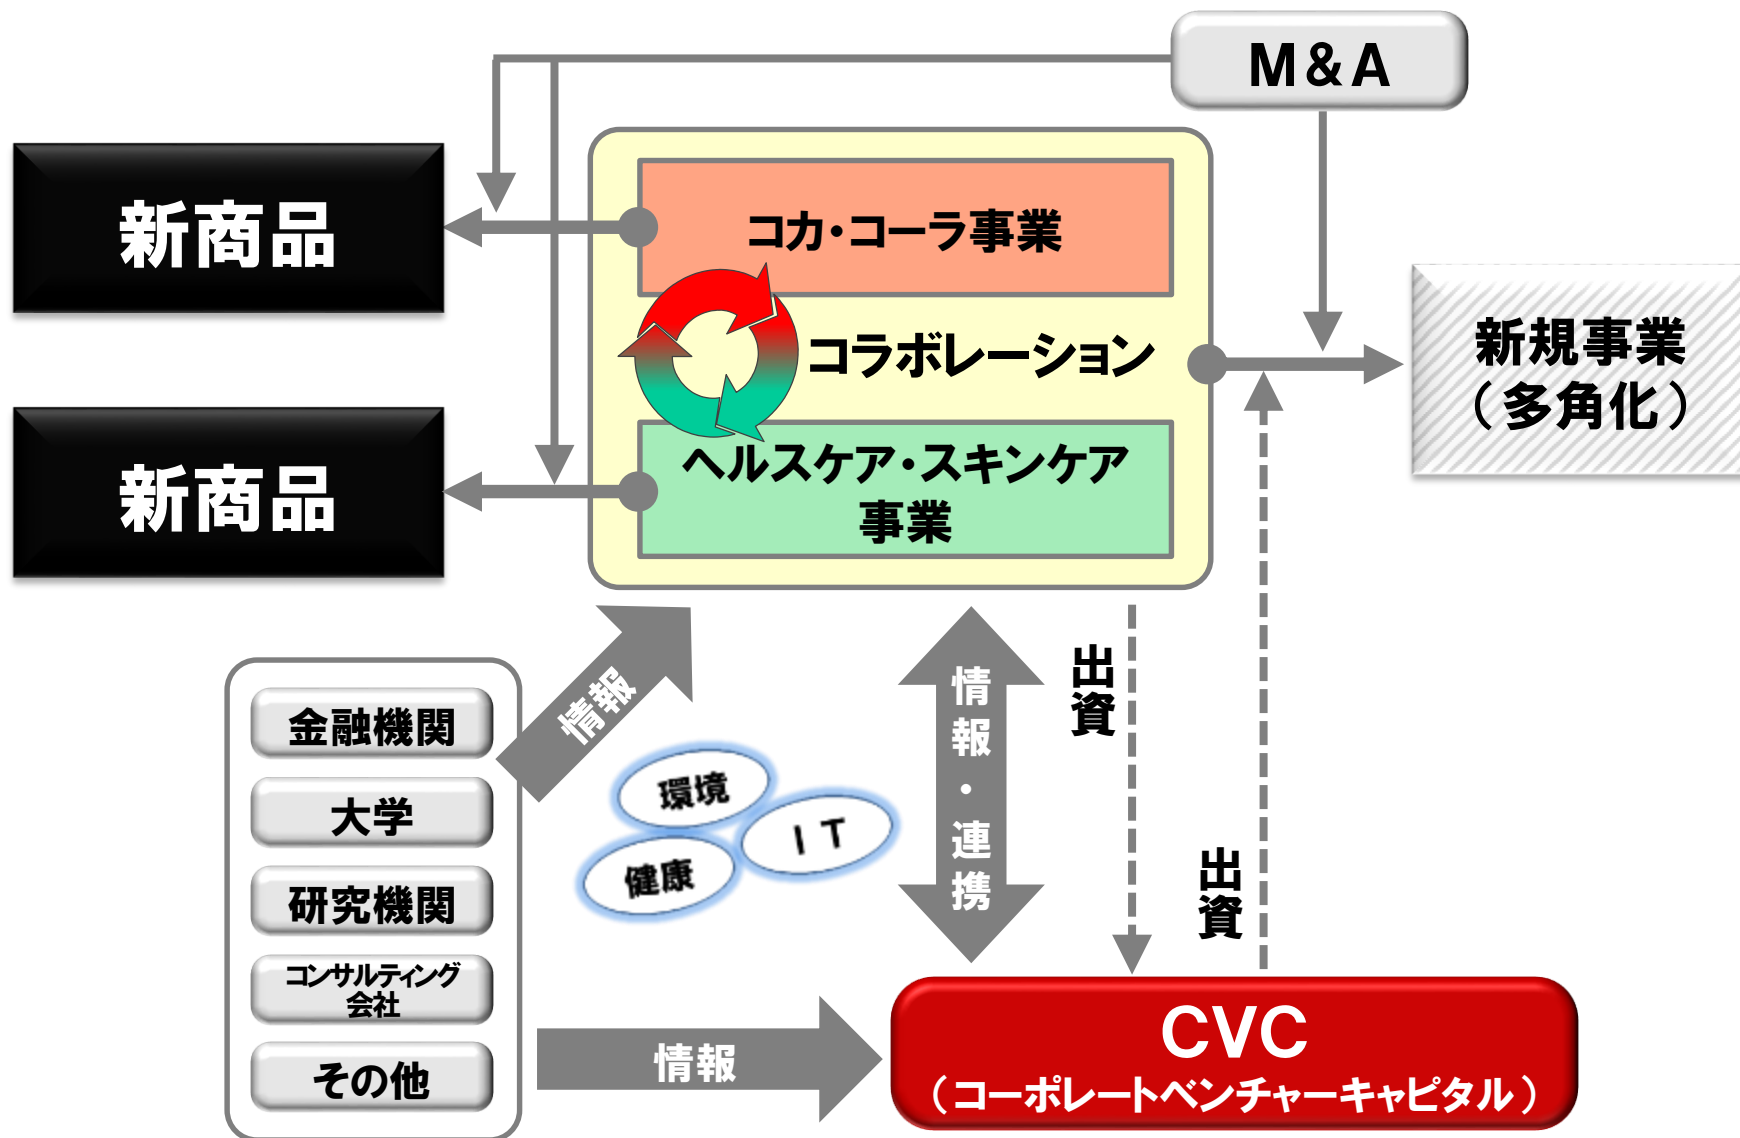 M&A
新商品
コカ・コーラ事業
コラボレーション
新規事業
（多角化）
新商品
ヘルスケア・スキンケア
事業
情報
情報・連携
出資
出資
金融機関
大学
研究機関
コンサルティング
会社
その他
環境
IT
健康
情報
CVC
（コーポレートベンチャーキャピタル）